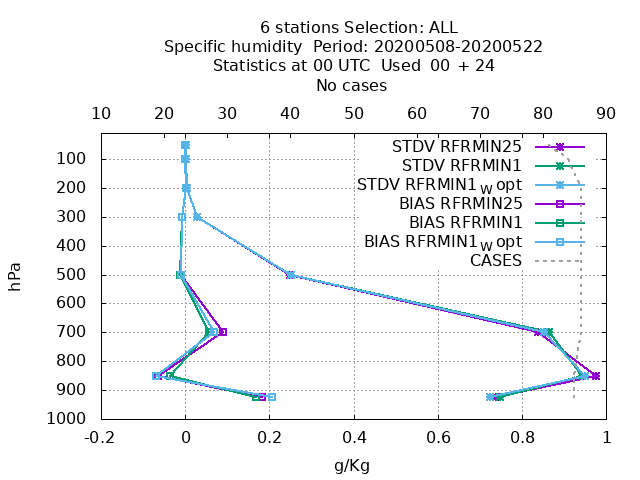 6 stations Selection: ALL
Specific humidity  Period: 20200508-20200522
Statistics at 00 UTC  Used  00 + 24
No cases
10 20 30 40 50 60 70 80 90
STDV RFRMIN25
STDV RFRMIN1
STDV RFRMIN1_W opt
BIAS RFRMIN25
BIAS RFRMIN1
BIAS RFRMIN1_W opt
CASES
100
200
300
400
500
600
700
800
900
1000
hPa
-0.2 0 0.2 0.4 0.6 0.8 1
g/Kg